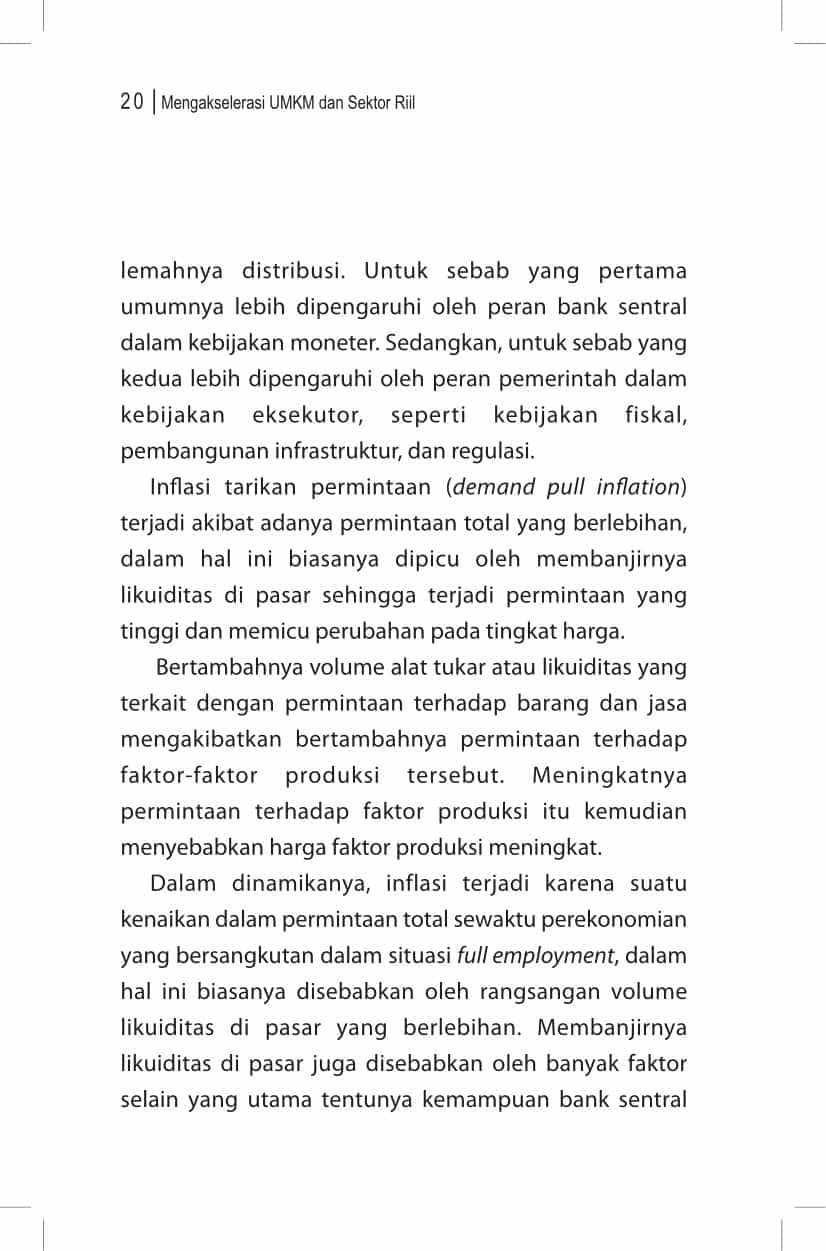 20 | Mengakselerasi UMKM dan Sektor Riil
lemahnya distribusi. Untuk sebab yang pertama
umumnya lebih dipengaruhi oleh peran bank sentral
dalam kebijakan moneter. Sedangkan, untuk sebab yang
kedua lebih dipengaruhi oleh peran pemerintah dalam
kebijakan eksekutor, seperti kebijakan fiskal,
pembangunan infrastruktur, dan regulasi.
Inflasi tarikan permintaan (demand pull inflation)
terjadi akibat adanya permintaan total yang berlebihan,
dalam hal ini biasanya dipicu oleh membanjirnya
likuiditas di pasar sehingga terjadi permintaan yang
tinggi dan memicu perubahan pada tingkat harga.
Bertambahnya volume alat tukar atau likuiditas yang
terkait dengan permintaan terhadap barang dan jasa
mengakibatkan bertambahnya permintaan terhadap
faktor-faktor produksi tersebut. Meningkatnya
permintaan terhadap faktor produksi itu kemudian
menyebabkan harga faktor produksi meningkat.
Dalam dinamikanya, inflasi terjadi karena suatu
kenaikan dalam permintaan total sewaktu perekonomian
yang bersangkutan dalam situasi full employment, dalam
hal ini biasanya disebabkan oleh rangsangan volume
likuiditas di pasar yang berlebihan. Membanjirnya
likuiditas di pasar juga disebabkan oleh banyak faktor
selain yang utama tentunya kemampuan bank sentral